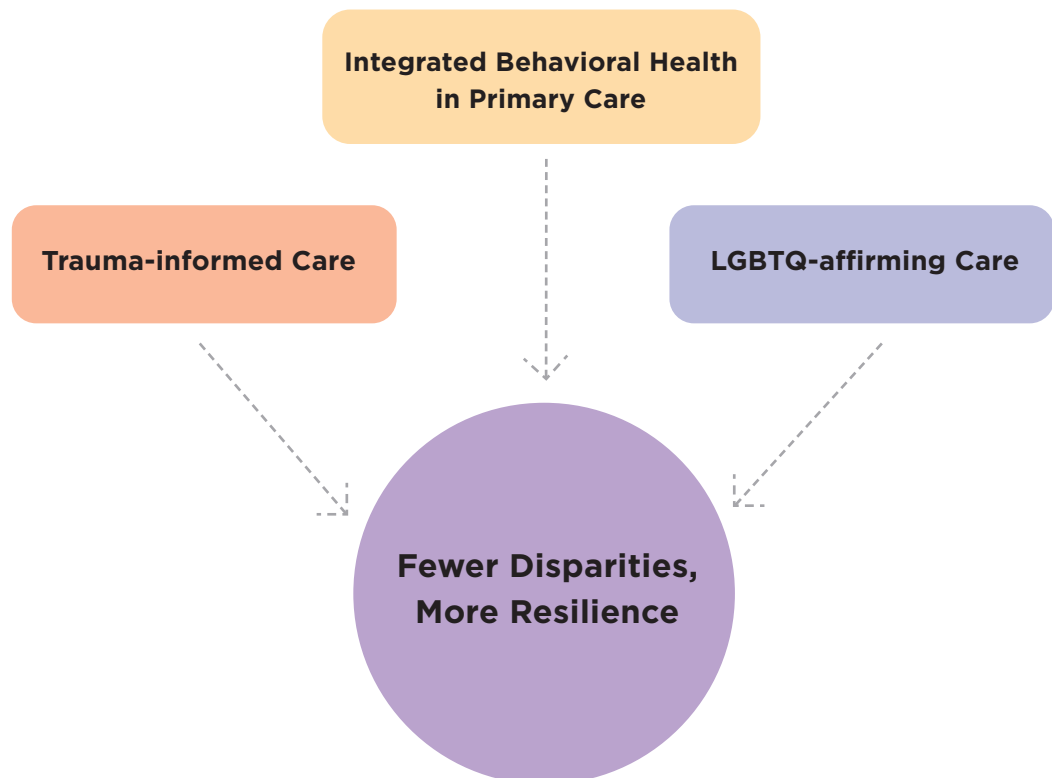 Integrated Behavioral Health
in Primary Care
Trauma-informed Care
LGBTQ-affirming Care
Fewer Disparities,
More Resilience